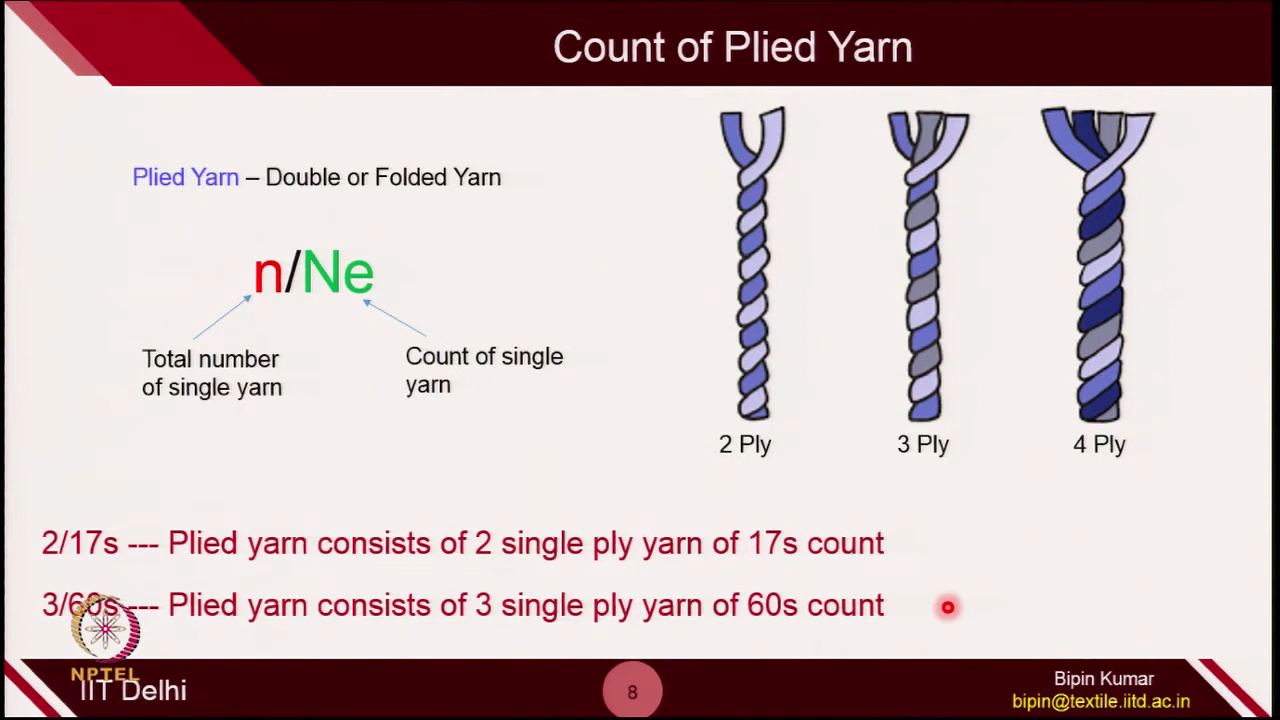 Count of Plied Yarn
Plied Yarn – Double or Folded Yarn
n/Ne
Total number
of single yarn
Count of single
yarn
2 Ply
3 Ply
4 Ply
2/17s --- Plied yarn consists of 2 single ply yarn of 17s count
3/60s --- Plied yarn consists of 3 single ply yarn of 60s count
NPTEL
IIT Delhi
8
Bipin Kumar
bipin@textile.iitd.ac.in